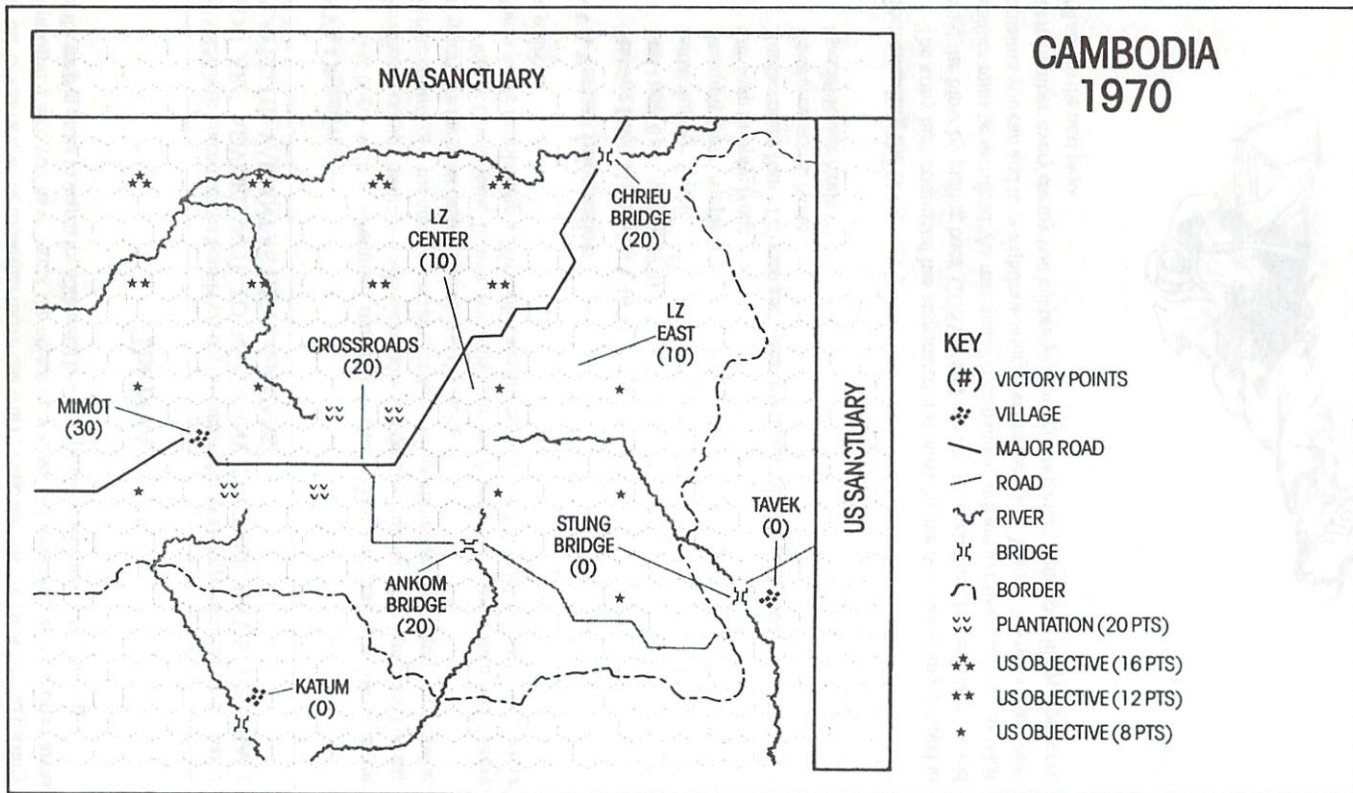 CAMBODIA
1970
NVA SANCTUARY
CHRIEU
BRIDGE
(20)
LZ
CENTER
(10)
LZ
EAST
(10)
CROSSROADS
(20)
MIMOT
(30)
US SANCTUARY
TAVEK
(0)
STUNG
BRIDGE
(0)
ANKOM
BRIDGE
(20)
KATUM
(0)
KEY
(#) VICTORY POINTS
VILLAGE
MAJOR ROAD
ROAD
RIVER
BRIDGE
BORDER
PLANTATION (20 PTS)
US OBJECTIVE (16 PTS)
US OBJECTIVE (12 PTS)
US OBJECTIVE (8 PTS)